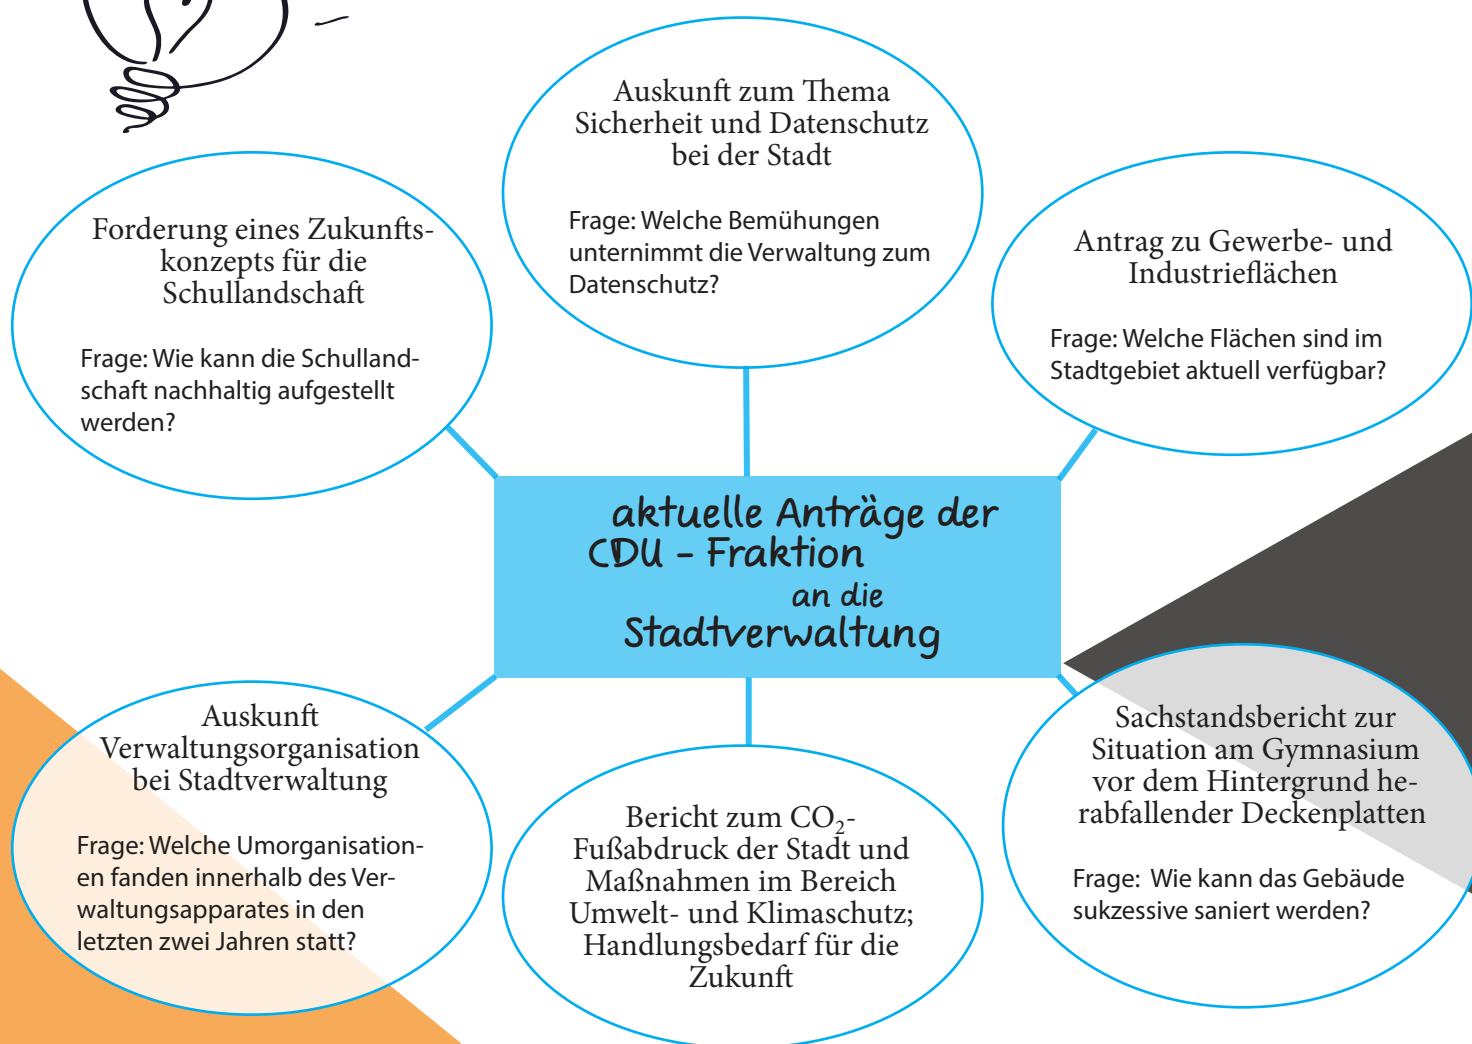 Auskunft zum Thema
Sicherheit und Datenschutz
bei der Stadt
Frage: Welche Bemühungen
unternimmt die Verwaltung zum
Datenschutz?
Forderung eines Zukunfts-
konzepts für die
Schullandschaft
Frage: Wie kann die Schulland-
schaft nachhaltig aufgestellt
werden?
Antrag zu Gewerbe- und
Industrieflächen
Frage: Welche Flächen sind im
Stadtgebiet aktuell verfügbar?
aktuelle Anträge der
CDU - Fraktion
an die
Stadtverwaltung
Auskunft
Verwaltungsorganisation
bei Stadtverwaltung
Frage: Welche Umorganisation-
en fanden innerhalb des Ver-
waltungsapparates in den
letzten zwei Jahren statt?
Bericht zum CO₂-
Fußabdruck der Stadt und
Maßnahmen im Bereich
Umwelt- und Klimaschutz;
Handlungsbedarf für die
Zukunft
Sachstandsbericht zur
Situation am Gymnasium
vor dem Hintergrund he-
rabfallender Deckenplatten
Frage:  Wie kann das Gebäude
sukzessive saniert werden?